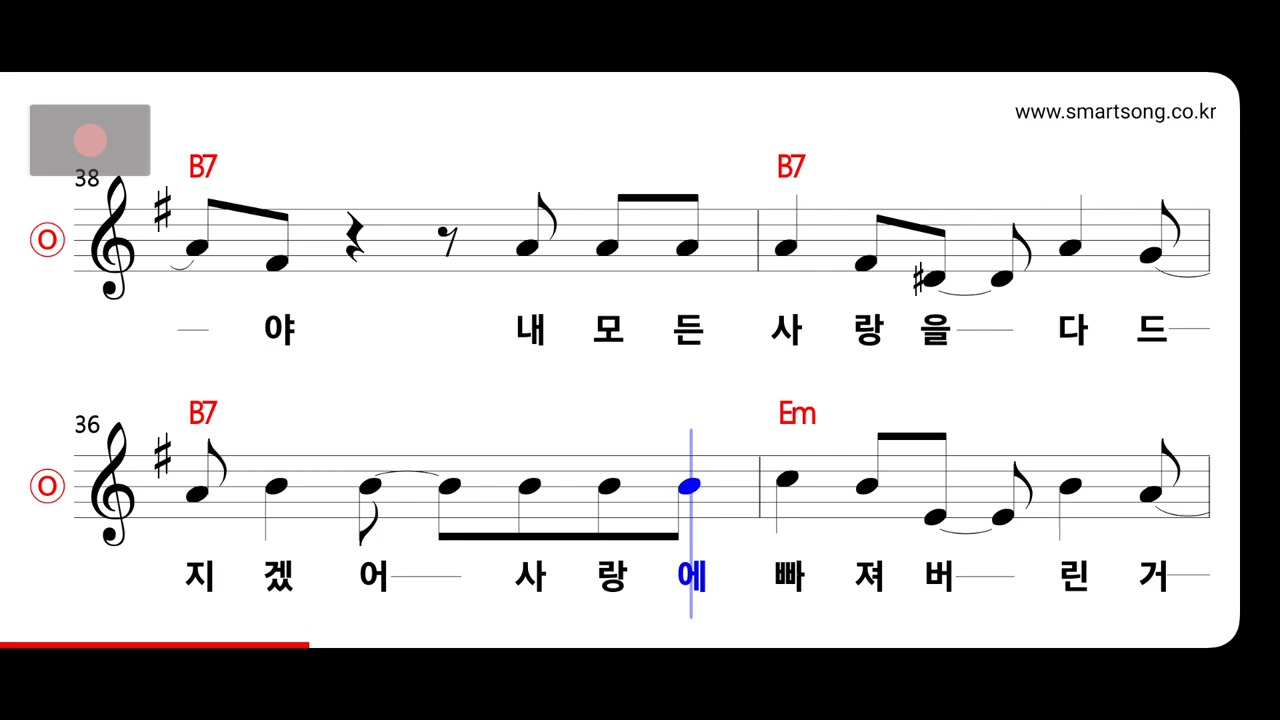 www.smartsong.co.kr
38
B7 B7
O
야 내 모 든 사 랑 을 다 드
36
B7 Em
O
지 겠 어 사 랑 에 빠 져 버 린 거